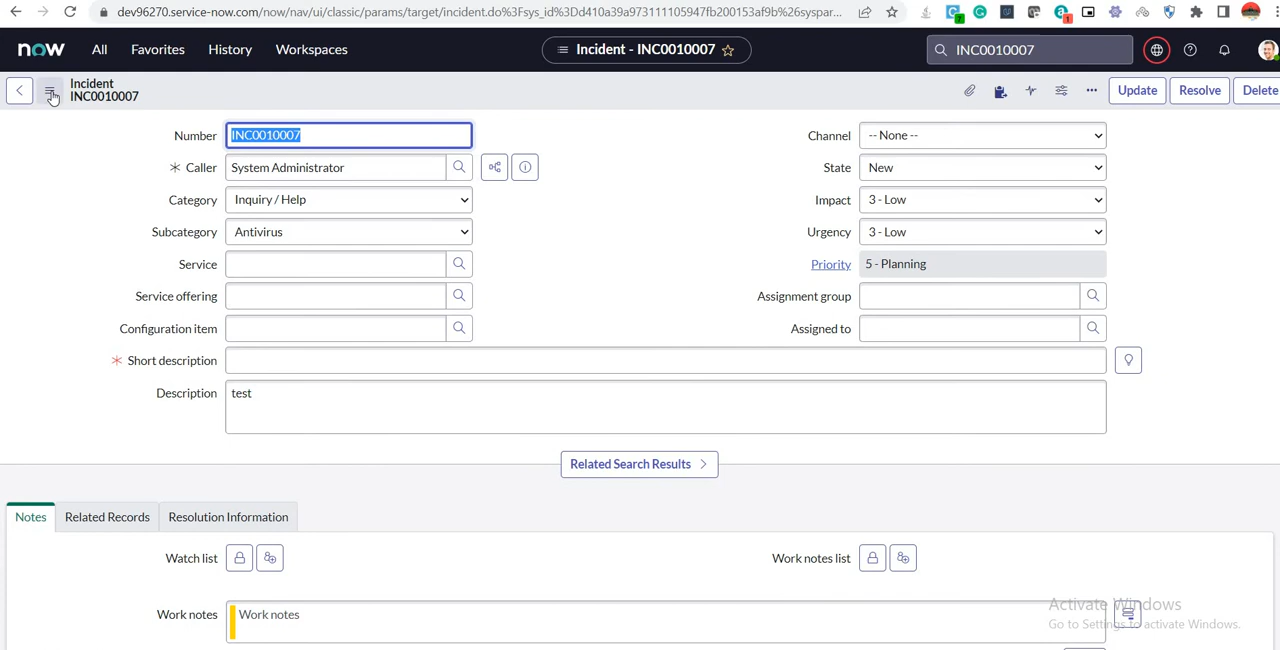 dev96270.service-now.com/now/nav/ui/classic/params/target/incident.do%3Fsys_id%3Dd410a39a973111105947fb200153af9b%26syspar...
7
1
now
All
Favorites
History
Workspaces
Incident - INC0010007
INC0010007
Incident
INC0010007
Update
Resolve
Delete
Number
INC0010007
Channel
-- None --
* Caller
System Administrator
State
New
Category
Inquiry / Help
Impact
3 - Low
Subcategory
Antivirus
Urgency
3 - Low
Service
Priority
5 - Planning
Service offering
Assignment group
Configuration item
Assigned to
* Short description
Description
test
Related Search Results
Notes
Related Records
Resolution Information
Watch list
Work notes list
Work notes
Work notes
Activate Windows
Go to Settings to activate Windows.